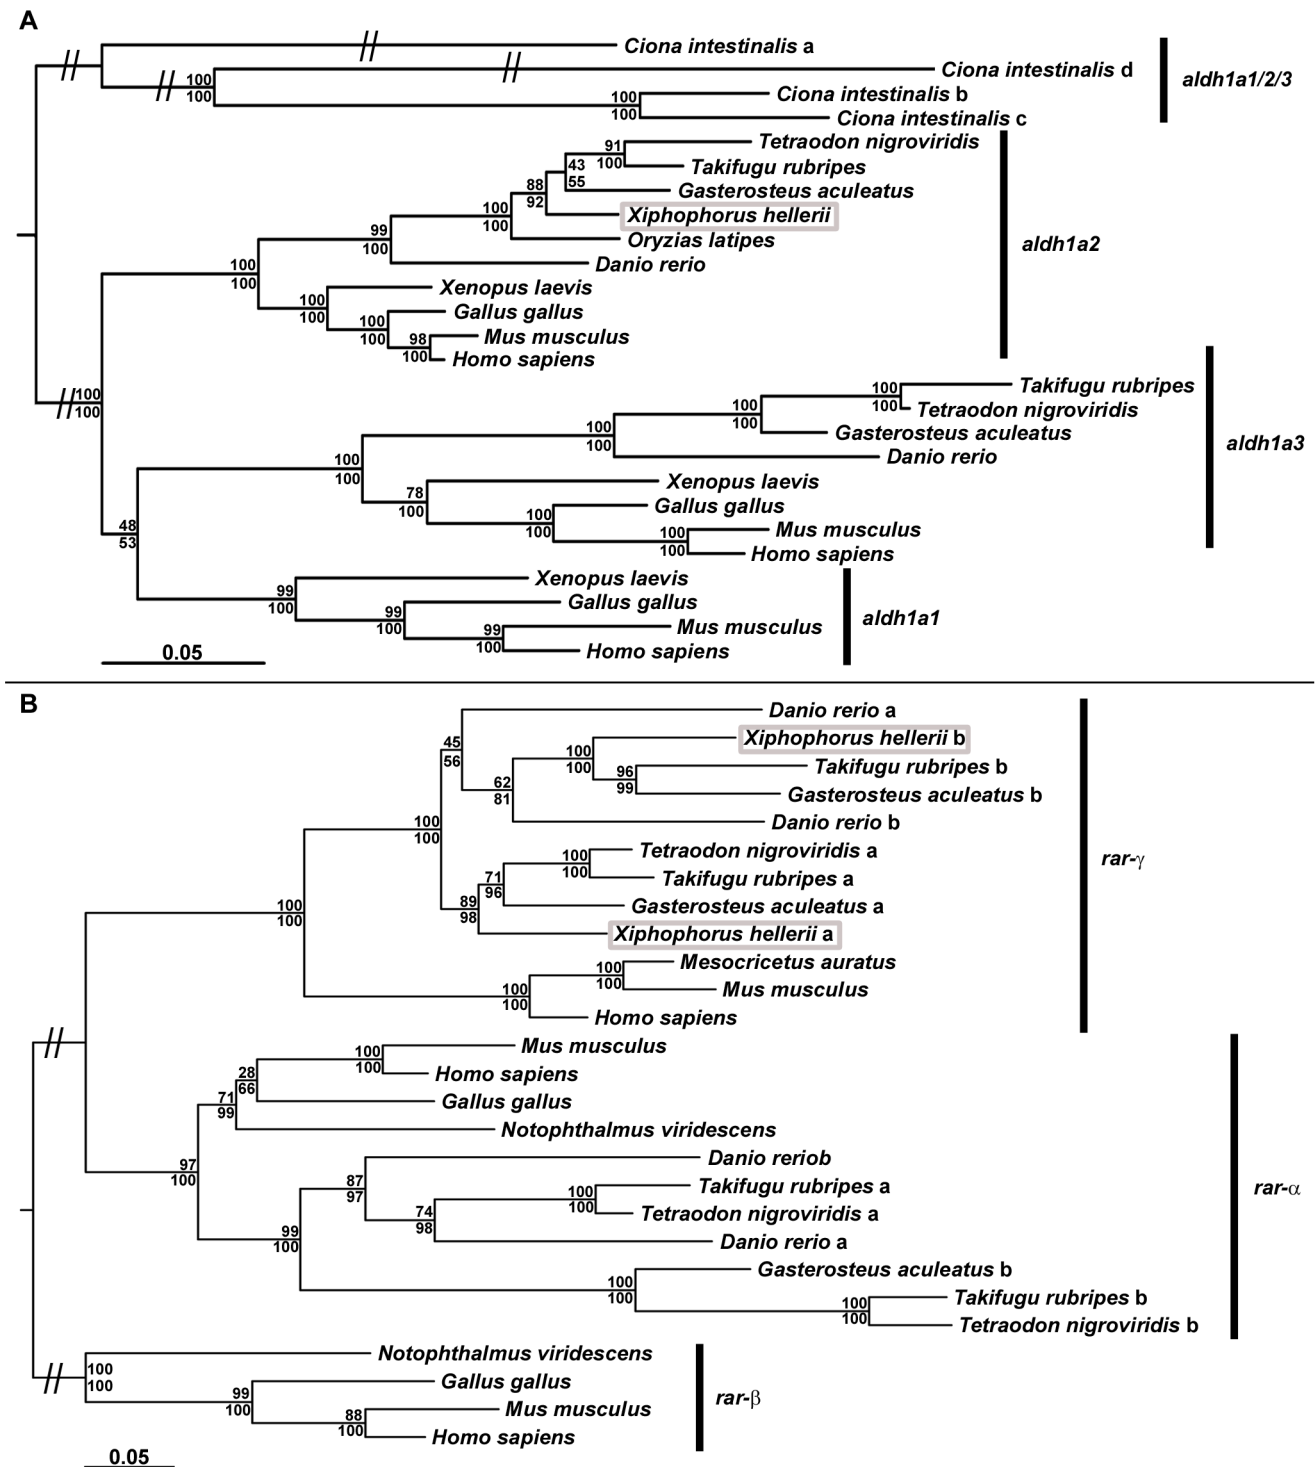 A
Ciona intestinalis a
Ciona intestinalis d
100
100
Ciona intestinalis b
100
100
Ciona intestinalis c
aldh1a1/2/3
Tetraodon nigroviridis
91
100
Takifugu rubripes
43
55
Gasterosteus aculeatus
88
92
Xiphophorus hellerii
100
100
Oryzias latipes
99
100
Danio rerio
100
100
Xenopus laevis
100
100
Gallus gallus
100
100
Mus musculus
98
100
Homo sapiens
aldh1a2
100
100
Takifugu rubripes
100
100
Tetraodon nigroviridis
100
100
Gasterosteus aculeatus
100
100
Danio rerio
100
100
Xenopus laevis
78
100
Gallus gallus
100
100
Mus musculus
100
100
Homo sapiens
aldh1a3
48
53
Xenopus laevis
99
100
Gallus gallus
99
100
Mus musculus
99
100
Homo sapiens
aldh1a1
0.05
B
Danio rerio a
45
56
Xiphophorus hellerii b
100
100
Takifugu rubripes b
96
99
Gasterosteus aculeatus b
62
81
Danio rerio b
100
100
Tetraodon nigroviridis a
100
100
Takifugu rubripes a
71
96
Gasterosteus aculeatus a
89
98
Xiphophorus hellerii a
100
100
Mesocricetus auratus
100
100
Mus musculus
100
100
Homo sapiens
rar-γ
Mus musculus
100
100
Homo sapiens
28
66
Gallus gallus
71
99
Notophthalmus viridescens
97
100
Danio reriob
87
97
Takifugu rubripes a
100
100
Tetraodon nigroviridis a
74
98
Danio rerio a
99
100
Gasterosteus aculeatus b
100
100
Takifugu rubripes b
100
100
Tetraodon nigroviridis b
rar-α
Notophthalmus viridescens
100
100
Gallus gallus
99
100
Mus musculus
88
100
Homo sapiens
rar-β
0.05